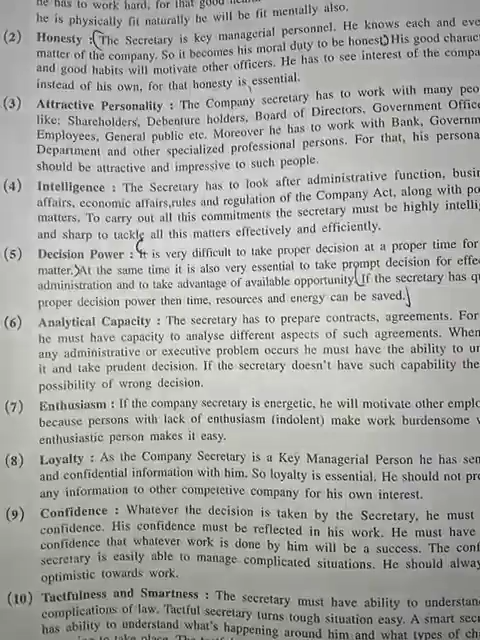 he has to work hard, for that good
he is physically fit naturally he will be fit mentally also.
(2) Honesty : The Secretary is key managerial personnel. He knows each and
matter of the company. So it becomes his moral duty to be honest. His good
and good habits will motivate other officers. He has to see interest of the
instead of his own, for that honesty is essential.
(3) Attractive Personality : The Company secretary has to work with many
like: Shareholders, Debenture holders, Board of Directors, Government
Employees, General public etc. Moreover he has to work with Bank,
Department and other specialized professional persons. For that, his
should be attractive and impressive to such people.
(4) Intelligence : The Secretary has to look after administrative function,
affairs, economic affairs,rules and regulation of the Company Act, along with
matters. To carry out all this commitments the secretary must be highly
and sharp to tackle all this matters effectively and efficiently.
(5) Decision Power : It is very difficult to take proper decision at a proper time for
matter. At the same time it is also very essential to take prompt decision for
administration and to take advantage of available opportunity. If the secretary has
proper decision power then time, resources and energy can be saved.
(6) Analytical Capacity : The secretary has to prepare contracts, agreements. For
he must have capacity to analyse different aspects of such agreements. When
any administrative or executive problem occurs he must have the ability to
it and take prudent decision. If the secretary doesn't have such capability the
possibility of wrong decision.
(7) Enthusiasm : If the company secretary is energetic, he will motivate other
because persons with lack of enthusiasm (indolent) make work burdensome
enthusiastic person makes it easy.
(8) Loyalty : As the Company Secretary is a Key Managerial Person he has
and confidential information with him. So loyalty is essential. He should not
any information to other competetive company for his own interest.
(9) Confidence : Whatever the decision is taken by the Secretary, he must
confidence. His confidence must be reflected in his work. He must have
confidence that whatever work is done by him will be a success. The
secretary is easily able to manage complicated situations. He should
optimistic towards work.
(10) Tactfulness and Smartness : The secretary must have ability to
complications of law. Tactful secretary turns tough situation easy. A smart
has ability to understand what's happening around him and what types of